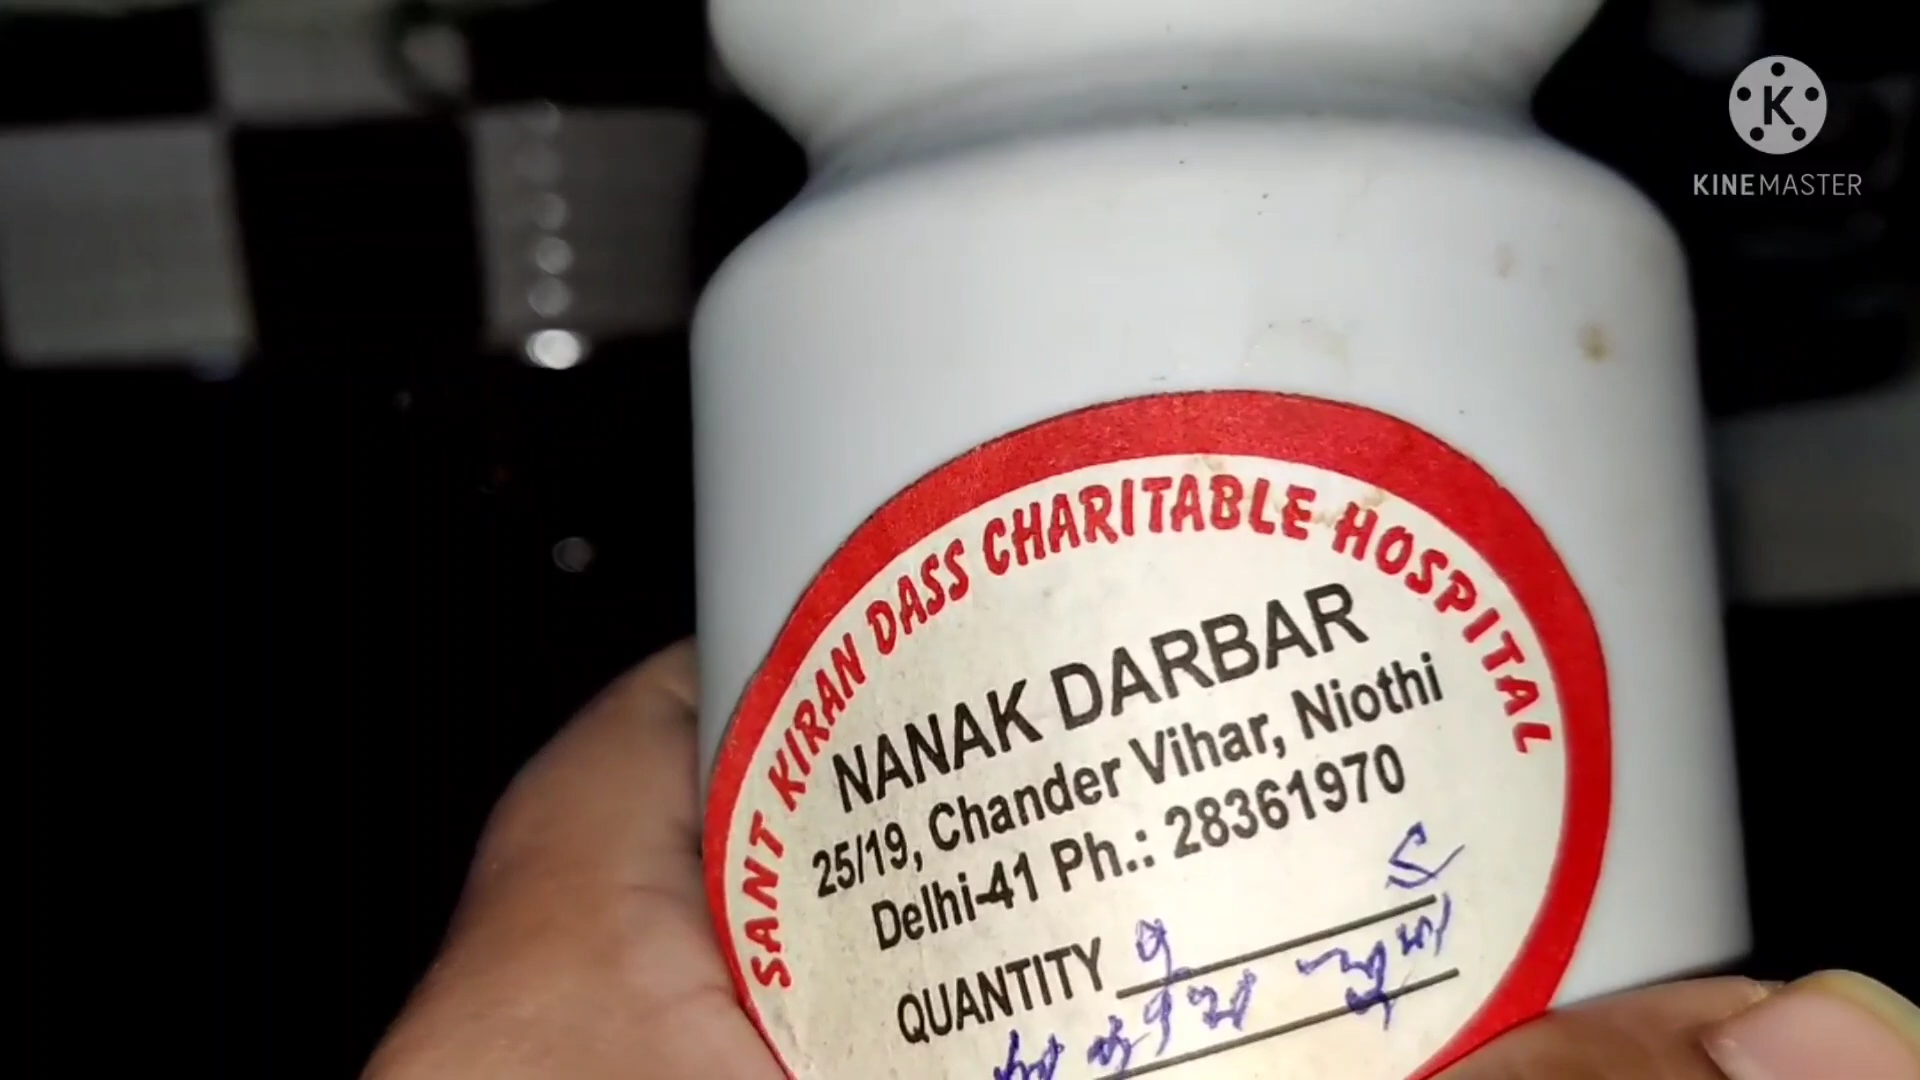 SANT KIRAN DASS CHARITABLE HOSPITAL
NANAK DARBAR
25/19, Chander Vihar, Niothi
Delhi-41 Ph.: 28361970
QUANTITY
K
KINEMASTER